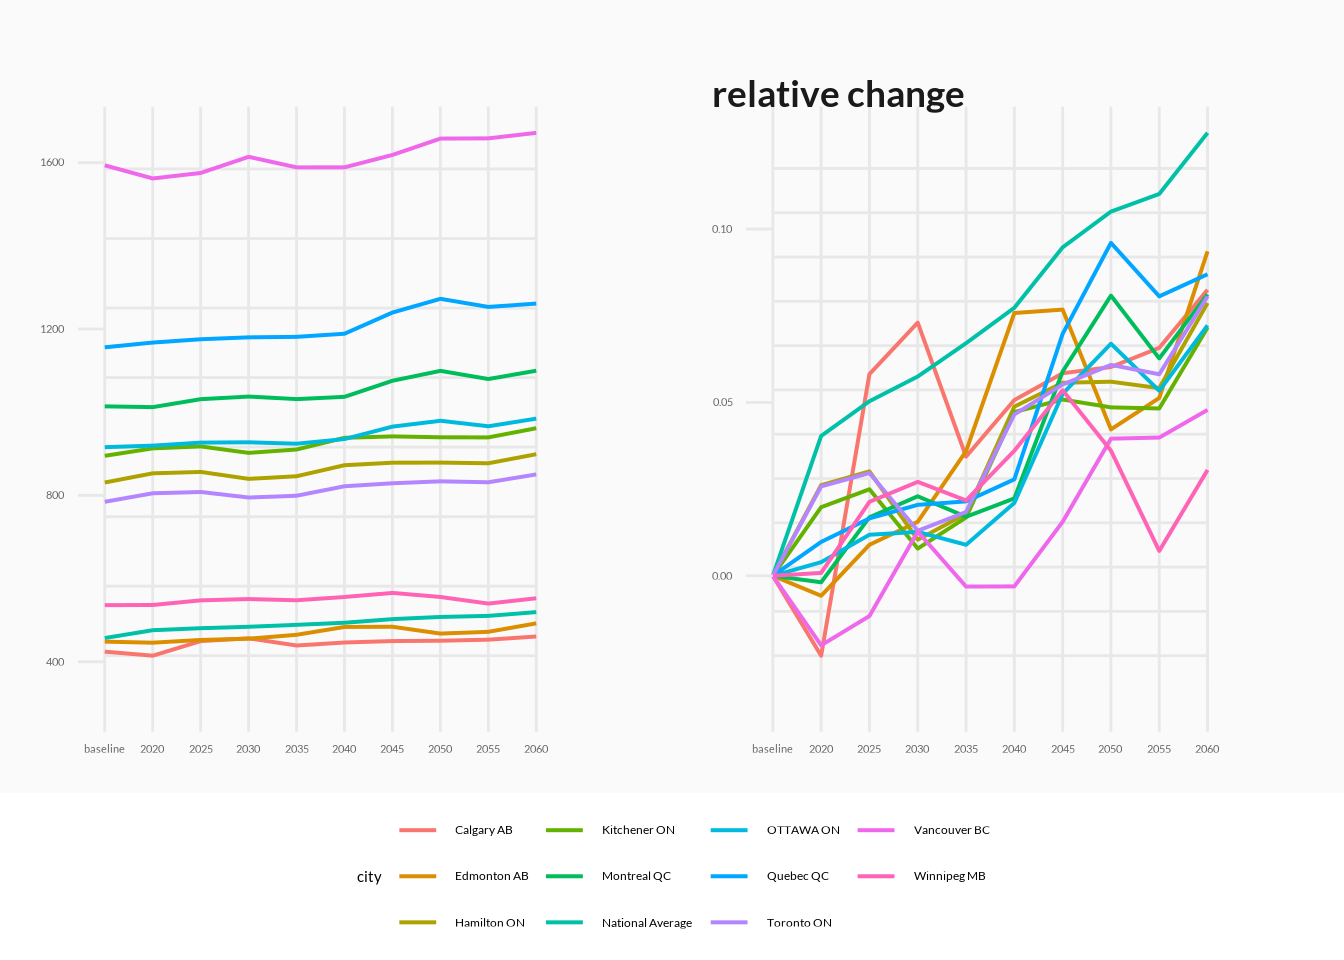 relative change
1600
1200
800
400
baseline 2020 2025 2030 2035 2040 2045 2050 2055 2060
0.10
0.05
0.00
baseline 2020 2025 2030 2035 2040 2045 2050 2055 2060
city
Calgary AB Kitchener ON OTTAWA ON Vancouver BC
Edmonton AB Montreal QC Quebec QC Winnipeg MB
Hamilton ON National Average Toronto ON